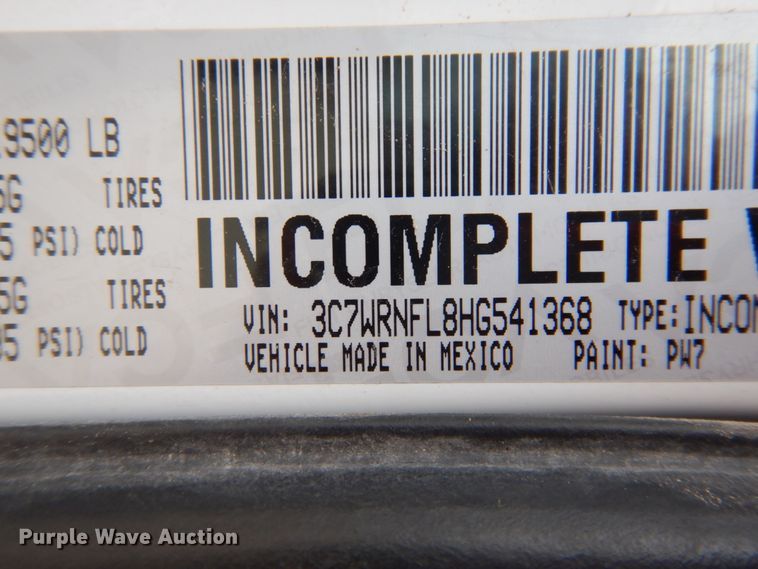 9500 LB
TIRES
PSI) COLD
TIRES
PSI) COLD
INCOMPLETE
VIN: 3C7WRNFL8HG541368 TYPE:INCOM
VEHICLE MADE IN MEXICO PAINT: PW7
Purple Wave Auction